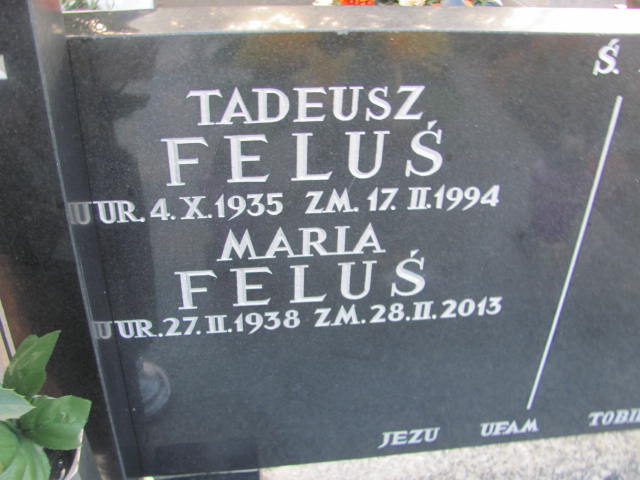 Ś.
TADEUSZ
FELUŚ
UR. 4. X. 1935 ZM. 17. II. 1994
MARIA
FELUŚ
UR. 27. II. 1938 ZM. 28. II. 2013
JEZU UFAM